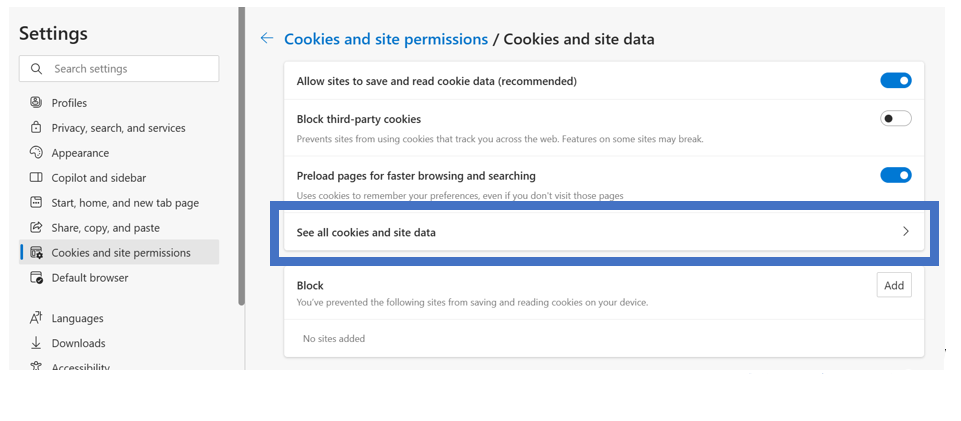 Settings
Search settings
Profiles
Privacy, search, and services
Appearance
Copilot and sidebar
Start, home, and new tab page
Share, copy, and paste
Cookies and site permissions
Default browser
Languages
Downloads
Accessibility
Cookies and site permissions / Cookies and site data
Allow sites to save and read cookie data (recommended)
Block third-party cookies
Prevents sites from using cookies that track you across the web. Features on some sites may break.
Preload pages for faster browsing and searching
Uses cookies to remember your preferences, even if you don't visit those pages
See all cookies and site data
Block
Add
You've prevented the following sites from saving and reading cookies on your device.
No sites added